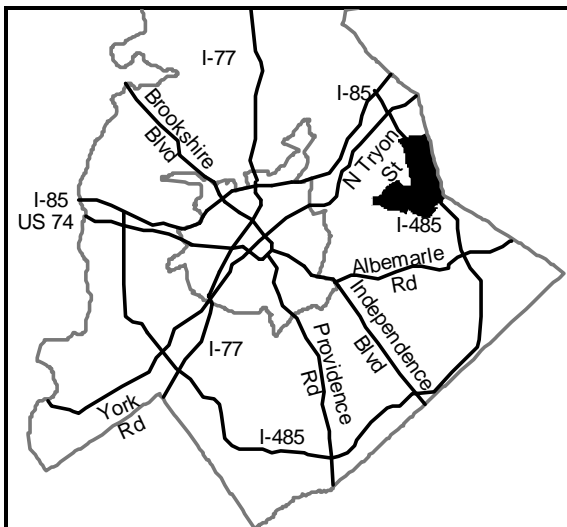 I-77
I-85
Brookshire
Blvd
N Tryon
St
I-85
US 74
I-485
Albemarle
Rd
Independence
Blvd
I-77
Providence
Rd
York
Rd
I-485